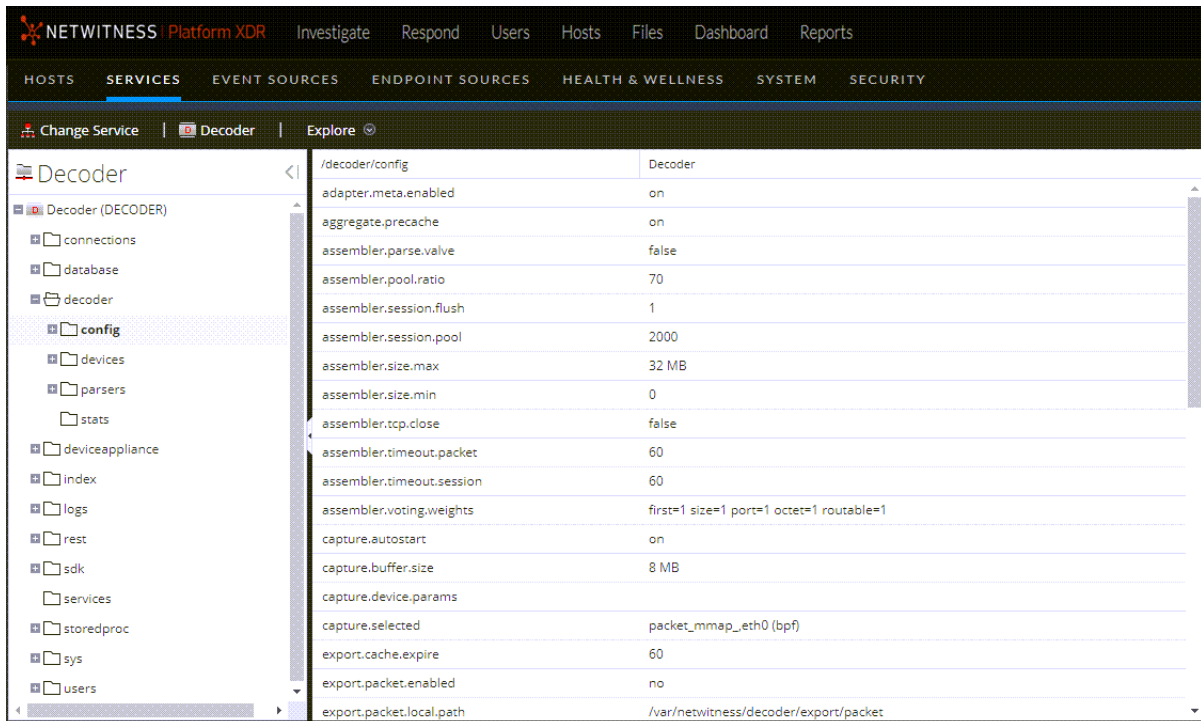 NETWITNESS Platform XDR Investigate Respond Users Hosts Files Dashboard Reports
HOSTS SERVICES EVENT SOURCES ENDPOINT SOURCES HEALTH & WELLNESS SYSTEM SECURITY
Change Service | D Decoder | Explore
Decoder
D Decoder (DECODER)
connections
database
decoder
config
devices
parsers
stats
deviceappliance
index
logs
rest
sdk
services
storedproc
sys
users
/decoder/config Decoder
adapter.meta.enabled on
aggregate.precache on
assembler.parse.valve false
assembler.pool.ratio 70
assembler.session.flush 1
assembler.session.pool 2000
assembler.size.max 32 MB
assembler.size.min 0
assembler.tcp.close false
assembler.timeout.packet 60
assembler.timeout.session 60
assembler.voting.weights first=1 size=1 port=1 octet=1 routable=1
capture.autostart on
capture.buffer.size 8 MB
capture.device.params
capture.selected packet_mmap_,eth0 (bpf)
export.cache.expire 60
export.packet.enabled no
export.packet.local.path /var/netwitness/decoder/export/packet